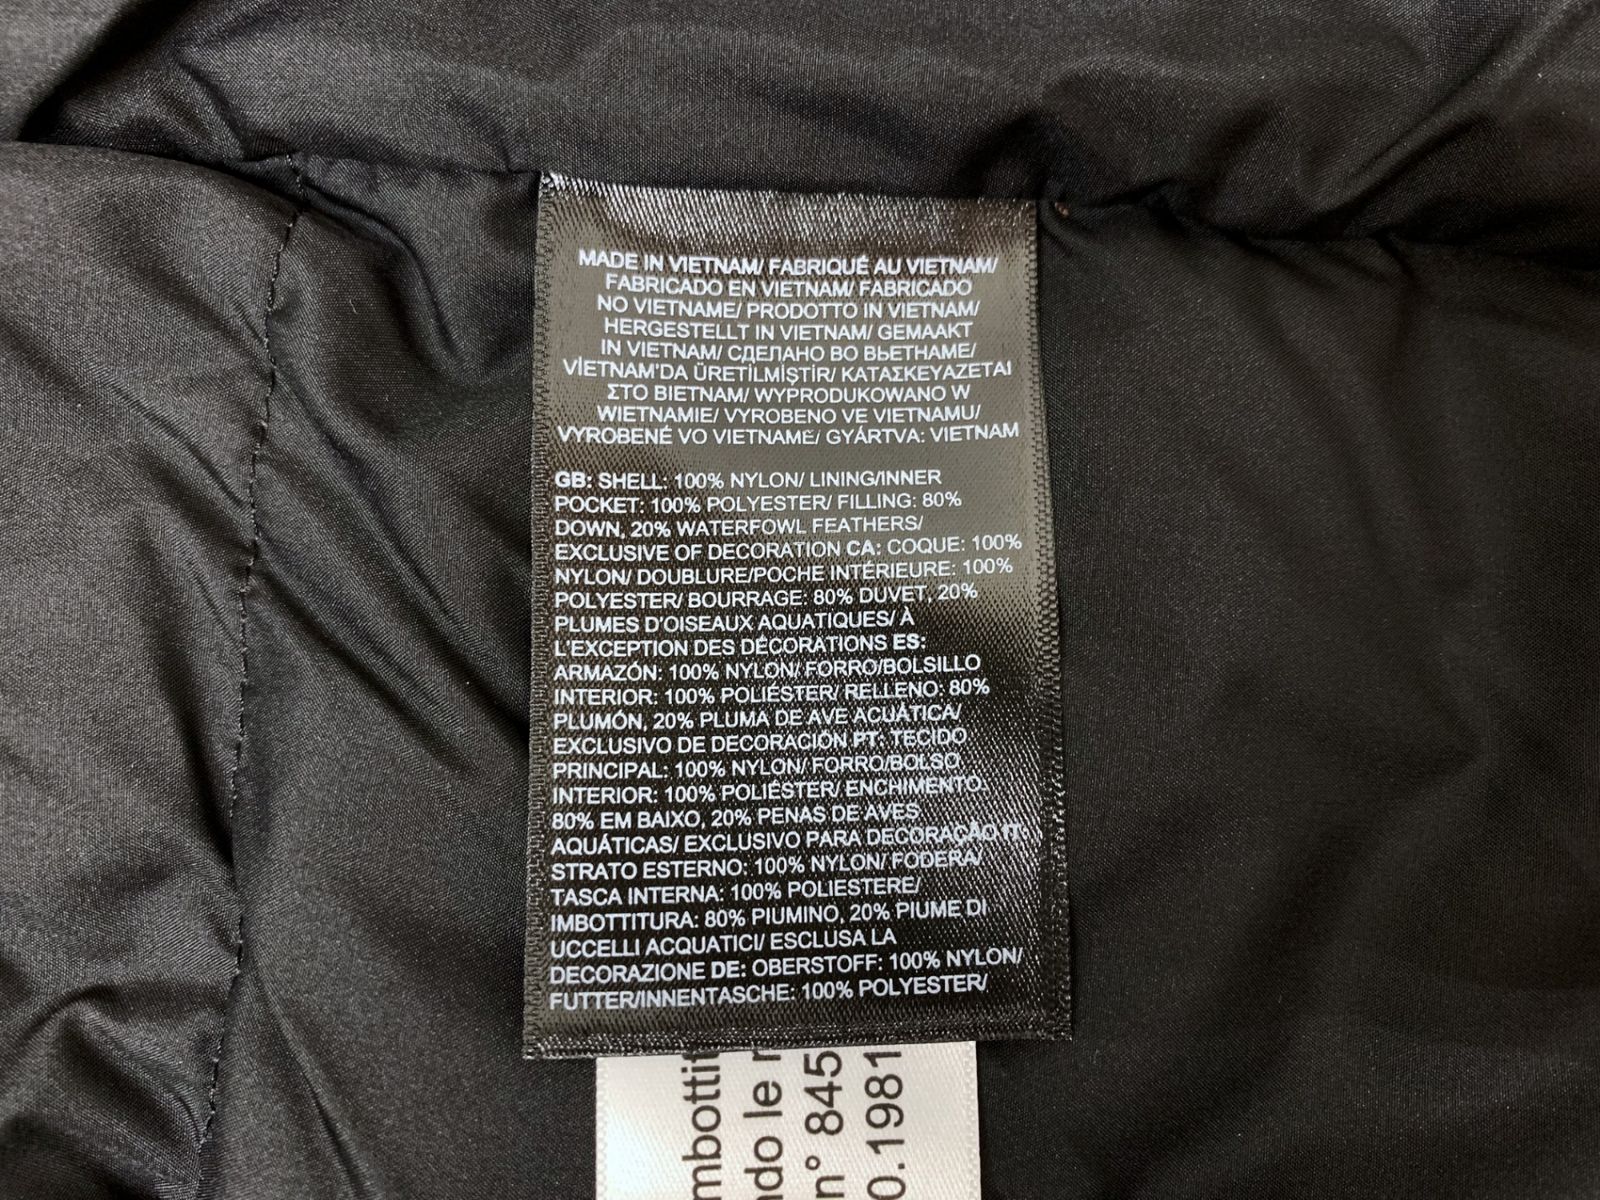 MADE IN VIETNAM/ FABRIQUÉ AU VIETNAM/
FABRICADO EN VIETNAM/ FABRICADO
NO VIETNAME/ PRODOTTO IN VIETNAM/
HERGESTELLT IN VIETNAM/ GEMAAKT
IN VIETNAM/ СДЕЛАНО ВО ВЬЕТНАМЕ/
VİETNAM'DA ÜRETİLMİŞTİR/ ΚΑΤΑΣΚΕΥΑΖΕΤΑΙ
ΣΤΟ ΒΙΕΤΝΑΜ/ WYPRODUKOWANO W
WIETNAMIE/ VYROBENO VE VIETNAMU/
VYROBENÉ VO VIETNAME/ GYÁRTVA: VIETNAM
GB: SHELL: 100% NYLON/ LINING/INNER
POCKET: 100% POLYESTER/ FILLING: 80%
DOWN, 20% WATERFOWL FEATHERS/
EXCLUSIVE OF DECORATION CA: COQUE: 100%
NYLON/ DOUBLURE/POCHE INTÉRIEURE: 100%
POLYESTER/ BOURRAGE: 80% DUVET, 20%
PLUMES D'OISEAUX AQUATIQUES/ À
L'EXCEPTION DES DÉCORATIONS ES:
ARMAZÓN: 100% NYLON/ FORRO/BOLSILLO
INTERIOR: 100% POLIÉSTER/ RELLENO: 80%
PLUMÓN, 20% PLUMA DE AVE ACUÁTICA/
EXCLUSIVO DE DECORACIÓN PT: TECIDO
PRINCIPAL: 100% NYLON/ FORRO/BOLSO
INTERIOR: 100% POLIÉSTER/ ENCHIMENTO:
80% EM BAIXO, 20% PENAS DE AVES
AQUÁTICAS/ EXCLUSIVO PARA DECORAÇÃO IT:
STRATO ESTERNO: 100% NYLON/ FODERA/
TASCA INTERNA: 100% POLIESTERE/
IMBOTTITURA: 80% PIUMINO, 20% PIUME DI
UCCELLI ACQUATICI/ ESCLUSA LA
DECORAZIONE DE: OBERSTOFF: 100% NYLON/
FUTTER/INNENTASCHE: 100% POLYESTER/
mbottit
ndo le
n° 845
0.1981